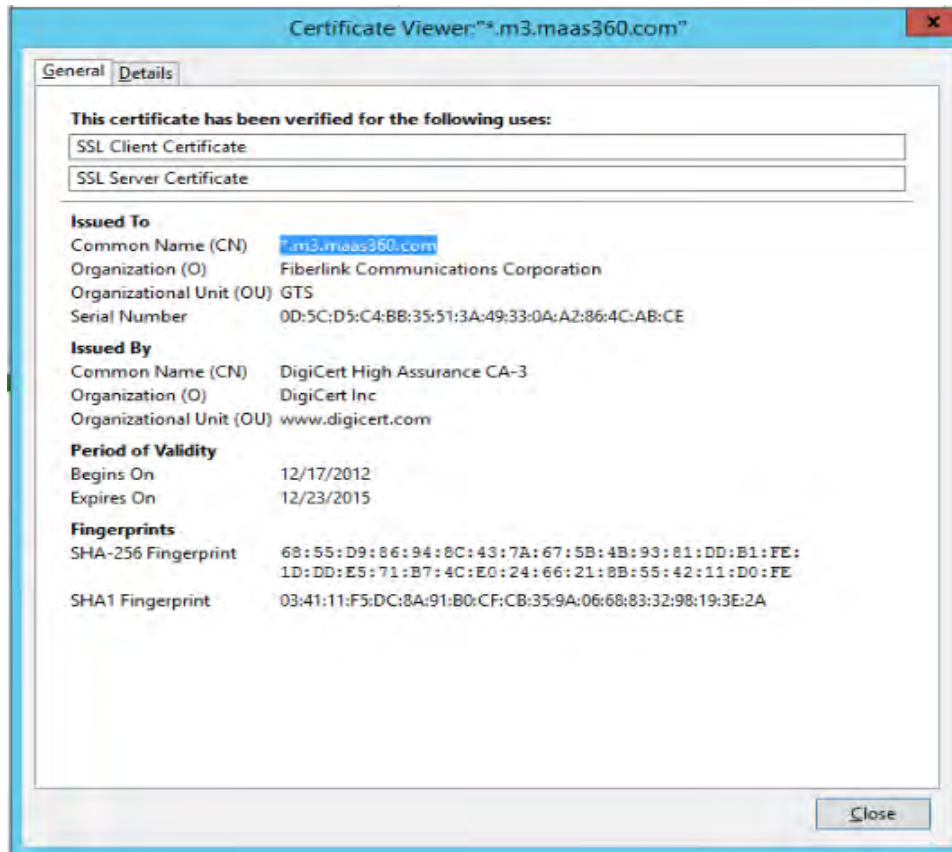 Certificate Viewer:"*.m3.maas360.com"
x
General Details
This certificate has been verified for the following uses:
SSL Client Certificate
SSL Server Certificate
Issued To
Common Name (CN) *.m3.maas360.com
Organization (O) Fiberlink Communications Corporation
Organizational Unit (OU) GTS
Serial Number 0D:5C:D5:C4:BB:35:51:3A:49:33:0A:A2:86:4C:AB:CE
Issued By
Common Name (CN) DigiCert High Assurance CA-3
Organization (O) DigiCert Inc
Organizational Unit (OU) www.digicert.com
Period of Validity
Begins On 12/17/2012
Expires On 12/23/2015
Fingerprints
SHA-256 Fingerprint 68:55:D9:86:94:8C:43:7A:67:5B:4B:93:81:DD:B1:FE:
1D:DD:E5:71:B7:4C:E0:24:66:21:8B:55:42:11:D0:FE
SHA1 Fingerprint 03:41:11:F5:DC:8A:91:B0:CF:CB:35:9A:06:68:83:32:98:19:3E:2A
Close